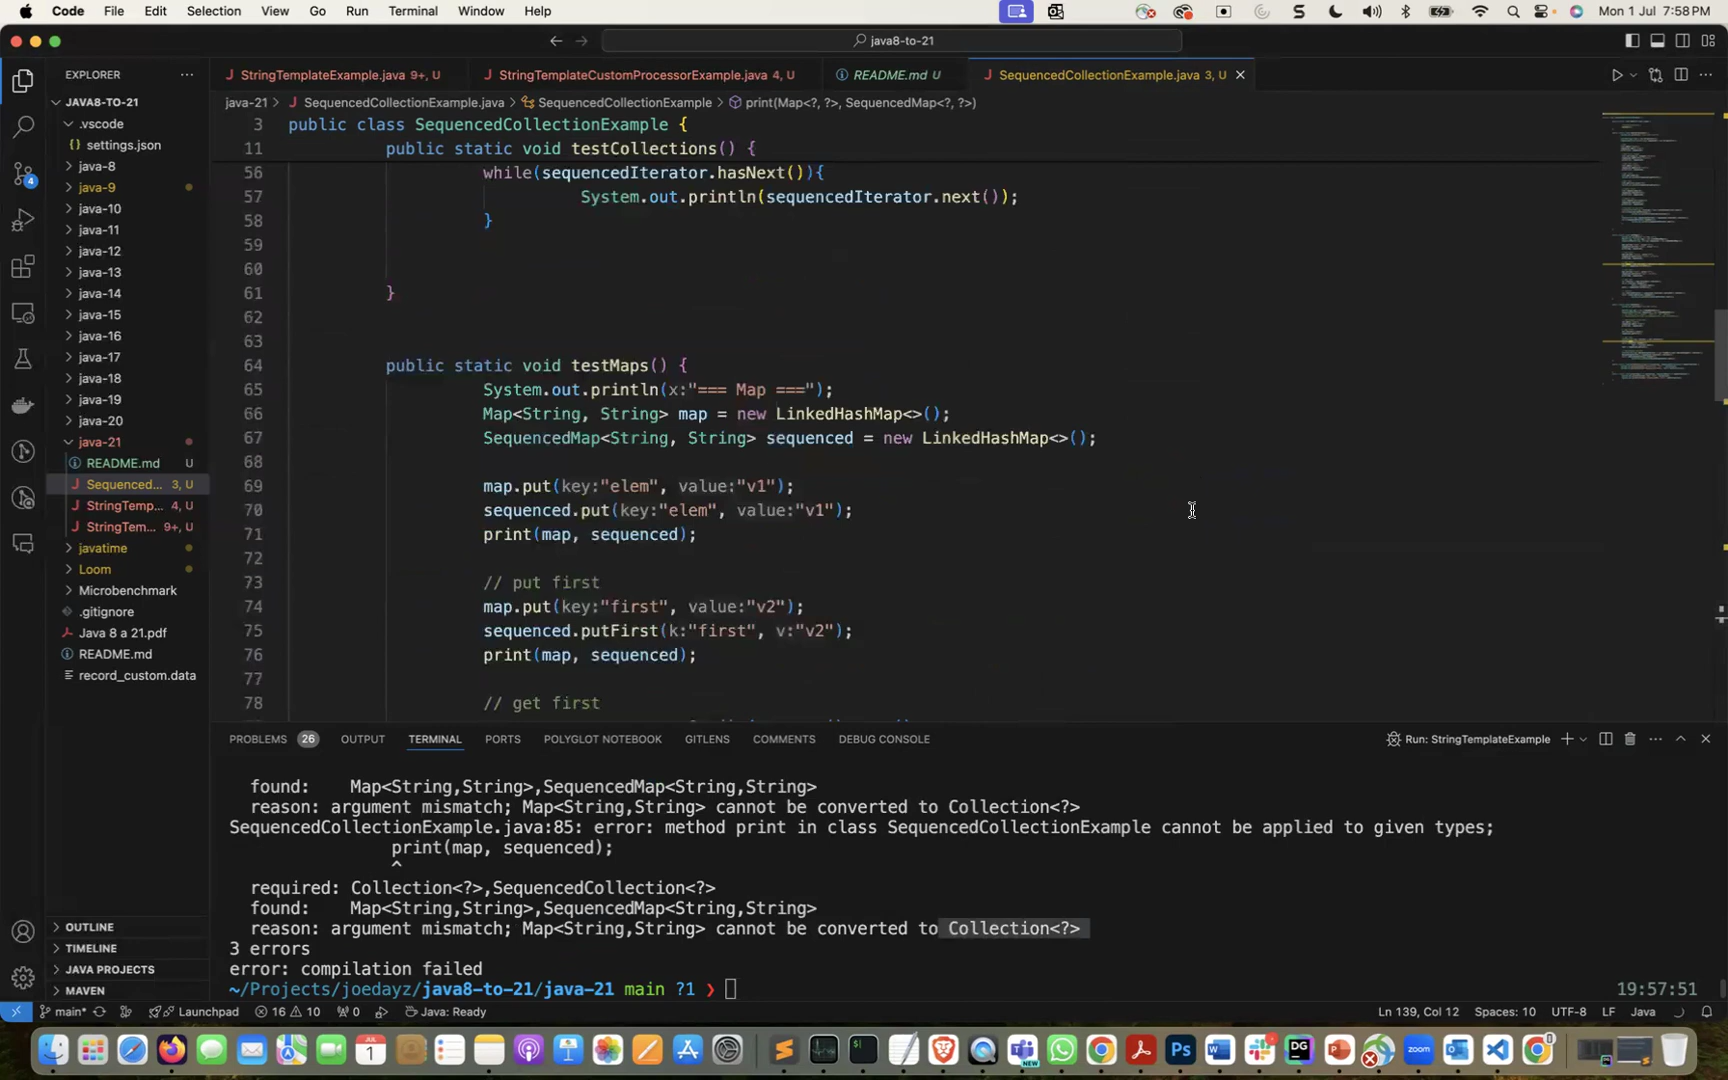 Code File Edit Selection View Go Run Terminal Window Help Mon 1 Jul 7:58 PM
java8-to-21
EXPLORER
StringTemplateExample.java 9+, U
StringTemplateCustomProcessorExample.java 4, U
README.md U
SequencedCollectionExample.java 3, U
java-21 > SequencedCollectionExample.java > SequencedCollectionExample > print(Map<?, ?>, SequencedMap<?, ?>)
JAVA8-TO-21
.vscode
settings.json
java-8
java-9
java-10
java-11
java-12
java-13
java-14
java-15
java-16
java-17
java-18
java-19
java-20
java-21
README.md U
Sequenced... 3, U
StringTemp... 4, U
StringTem... 9+, U
javatime
Loom
Microbenchmark
.gitignore
Java 8 a 21.pdf
README.md
record_custom.data
OUTLINE
TIMELINE
JAVA PROJECTS
MAVEN
4
3 public class SequencedCollectionExample {
11 public static void testCollections() {
56 while(sequencedIterator.hasNext()){
57 System.out.println(sequencedIterator.next());
58 }
59
60
61 }
62
63
64 public static void testMaps() {
65 System.out.println(x:"=== Map ===");
66 Map<String, String> map = new LinkedHashMap<>();
67 SequencedMap<String, String> sequenced = new LinkedHashMap<>();
68
69 map.put(key:"elem", value:"v1");
70 sequenced.put(key:"elem", value:"v1");
71 print(map, sequenced);
72
73 // put first
74 map.put(key:"first", value:"v2");
75 sequenced.putFirst(k:"first", v:"v2");
76 print(map, sequenced);
77
78 // get first
PROBLEMS 26 OUTPUT TERMINAL PORTS POLYGLOT NOTEBOOK GITLENS COMMENTS DEBUG CONSOLE Run: StringTemplateExample
found: Map<String,String>,SequencedMap<String,String>
reason: argument mismatch; Map<String,String> cannot be converted to Collection<?>
SequencedCollectionExample.java:85: error: method print in class SequencedCollectionExample cannot be applied to given types;
print(map, sequenced);
^
required: Collection<?>,SequencedCollection<?>
found: Map<String,String>,SequencedMap<String,String>
reason: argument mismatch; Map<String,String> cannot be converted to Collection<?>
3 errors
error: compilation failed
~/Projects/joedayz/java8-to-21/java-21 main ?1 ❯ 19:57:51
main* Launchpad 16 10 0 Java: Ready Ln 139, Col 12 Spaces: 10 UTF-8 LF Java